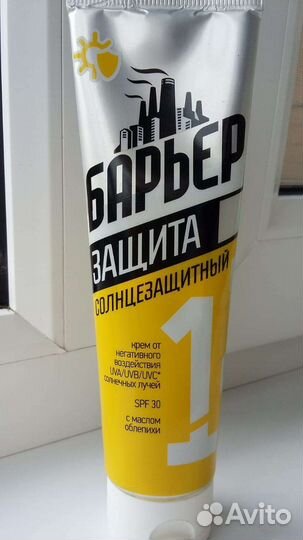 БАРЬЕР
ЗАЩИТА
СОЛНЦЕЗАЩИТНЫЙ
1
крем от
негативного
воздействия
UVA/UVB/UVC*
солнечных лучей
SPF 30
с маслом
облепихи
Avito